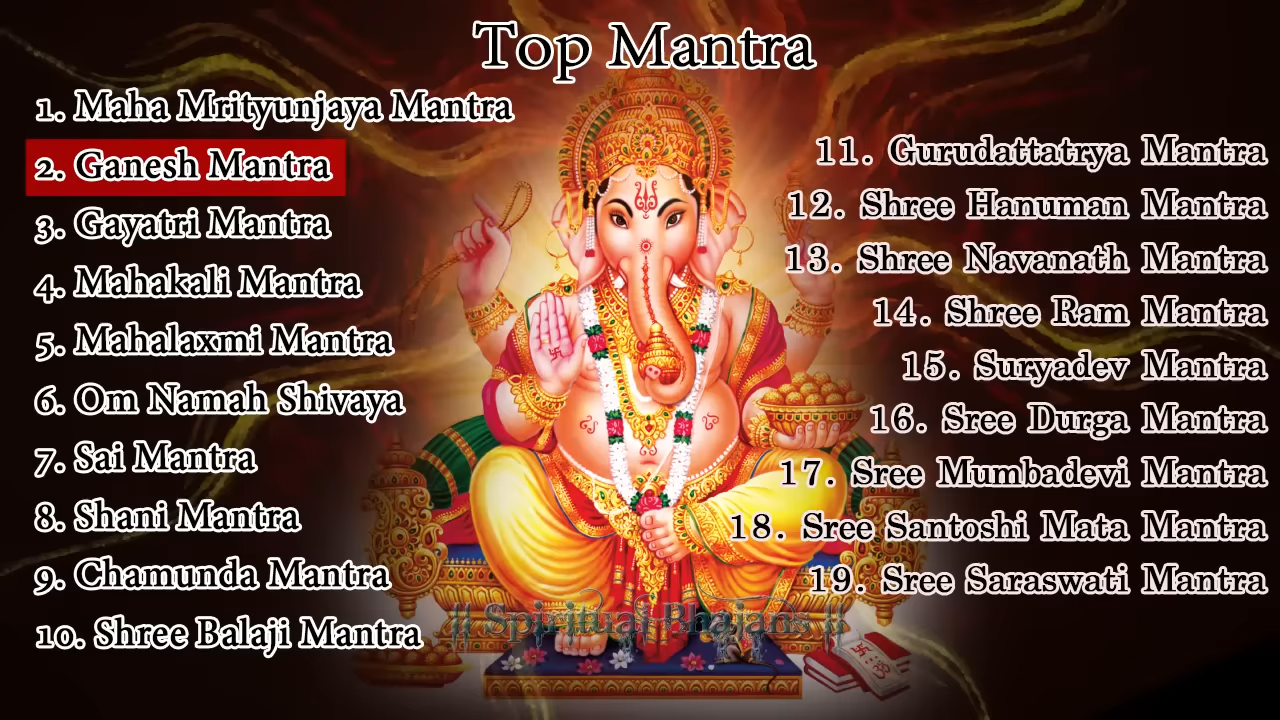 Top Mantra
1. Maha Mrityunjaya Mantra
2. Ganesh Mantra
3. Gayatri Mantra
4. Mahakali Mantra
5. Mahalaxmi Mantra
6. Om Namah Shivaya
7. Sai Mantra
8. Shani Mantra
9. Chamunda Mantra
10. Shree Balaji Mantra
11. Gurudattatrya Mantra
12. Shree Hanuman Mantra
13. Shree Navanath Mantra
14. Shree Ram Mantra
15. Suryadev Mantra
16. Sree Durga Mantra
17. Sree Mumbadevi Mantra
18. Sree Santoshi Mata Mantra
19. Sree Saraswati Mantra
|| Spiritual Bhajans ||
ॐ